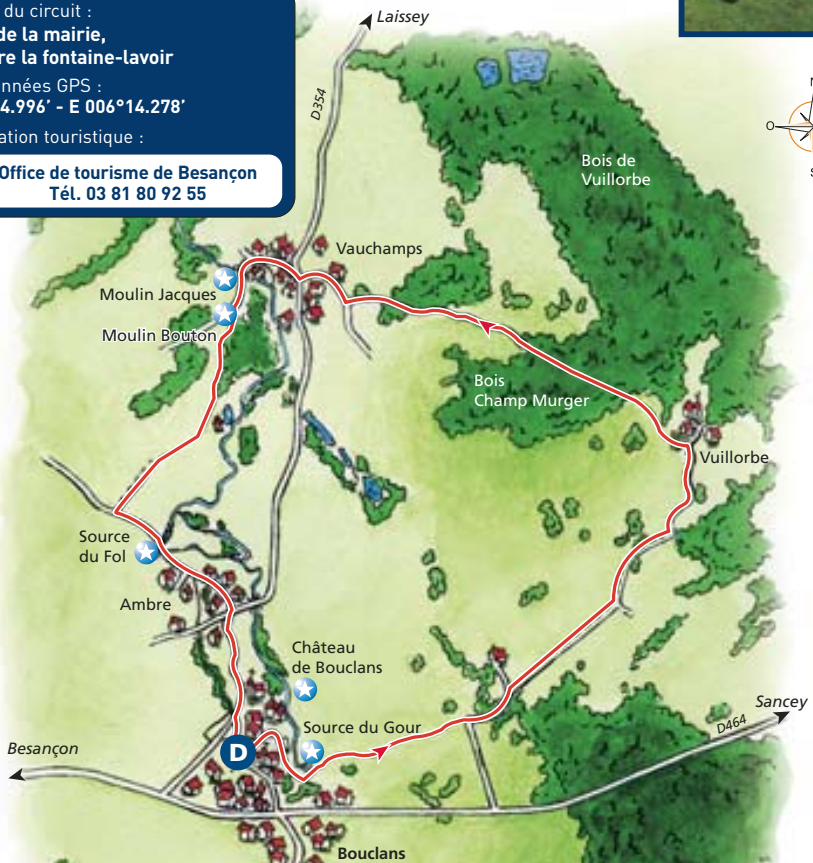 du circuit :
de la mairie,
re la fontaine-lavoir
nnées GPS :
4.996’ - E 006°14.278’
ation touristique :
Office de tourisme de Besançon
Tél. 03 81 80 92 55
Laissey
D354
N
O
S
Bois de
Vuillorbe
Vauchamps
Moulin Jacques
Moulin Bouton
Bois
Champ Murger
Vuillorbe
Source
du Fol
Ambre
Château
de Bouclans
Source du Gour
Sancey
D464
Besançon
D
Bouclans